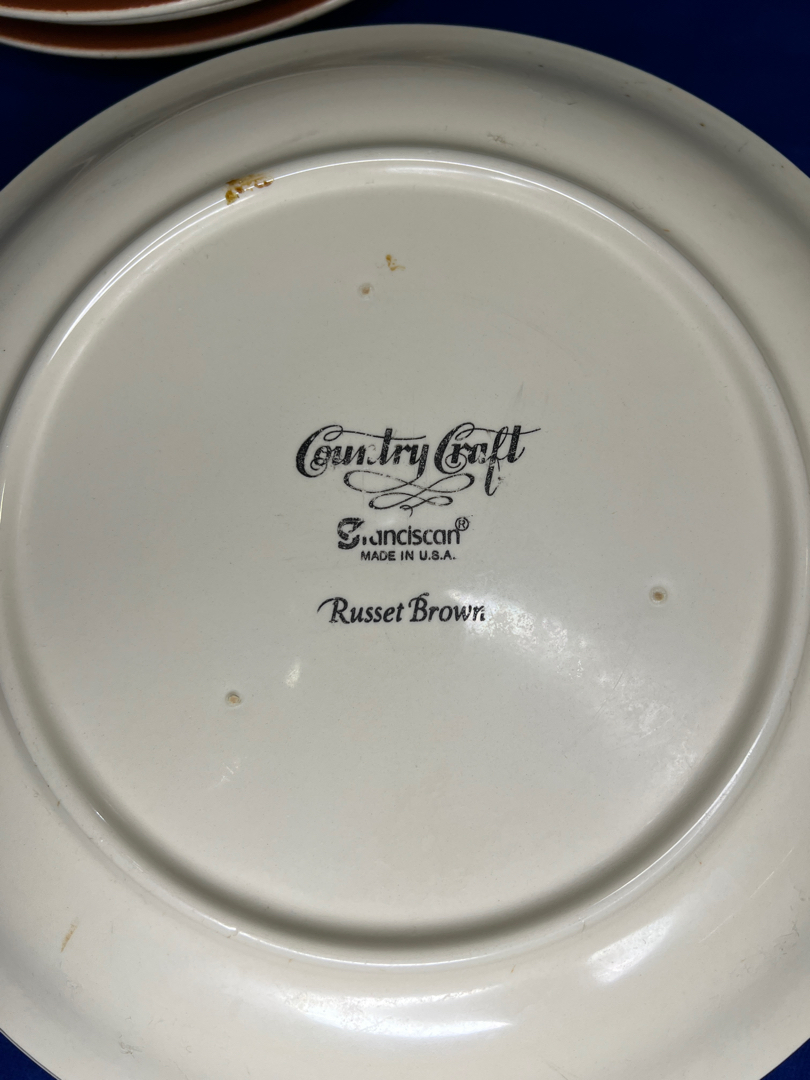 Country Craft
Franciscan®
MADE IN U.S.A.
Russet Brown